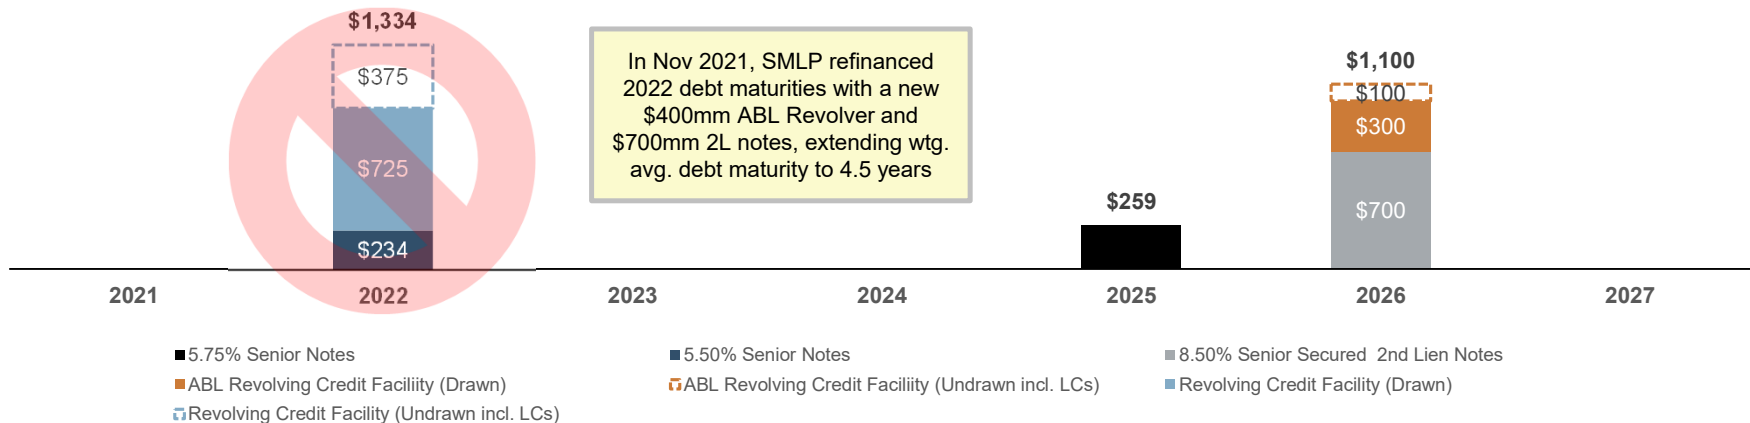 $1,334
$375
$725
$234
In Nov 2021, SMLP refinanced
2022 debt maturities with a new
$400mm ABL Revolver and
$700mm 2L notes, extending wtg.
avg. debt maturity to 4.5 years
$259
$1,100
$100
$300
$700
2021 2022 2023 2024 2025 2026 2027
5.75% Senior Notes 5.50% Senior Notes 8.50% Senior Secured 2nd Lien Notes
ABL Revolving Credit Faciliity (Drawn) ABL Revolving Credit Faciliity (Undrawn incl. LCs) Revolving Credit Facility (Drawn)
Revolving Credit Facility (Undrawn incl. LCs)